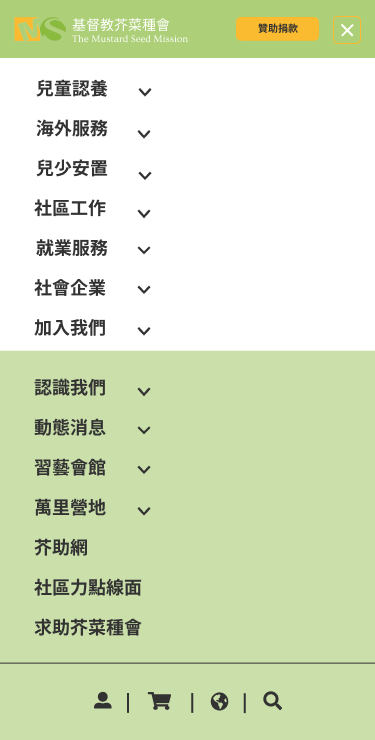 基督教芥菜種會
The Mustard Seed Mission
贊助捐款
兒童認養
海外服務
兒少安置
社區工作
就業服務
社會企業
加入我們
認識我們
動態消息
習藝會館
萬里營地
芥助網
社區力點線面
求助芥菜種會